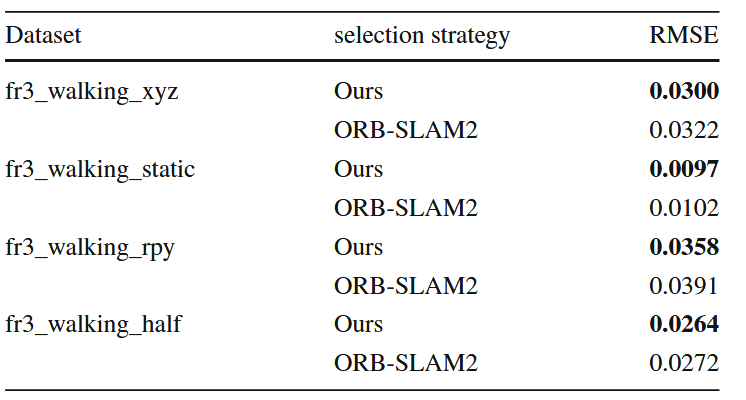 Dataset selection strategy RMSE
fr3_walking_xyz Ours 0.0300
ORB-SLAM2 0.0322
fr3_walking_static Ours 0.0097
ORB-SLAM2 0.0102
fr3_walking_rpy Ours 0.0358
ORB-SLAM2 0.0391
fr3_walking_half Ours 0.0264
ORB-SLAM2 0.0272